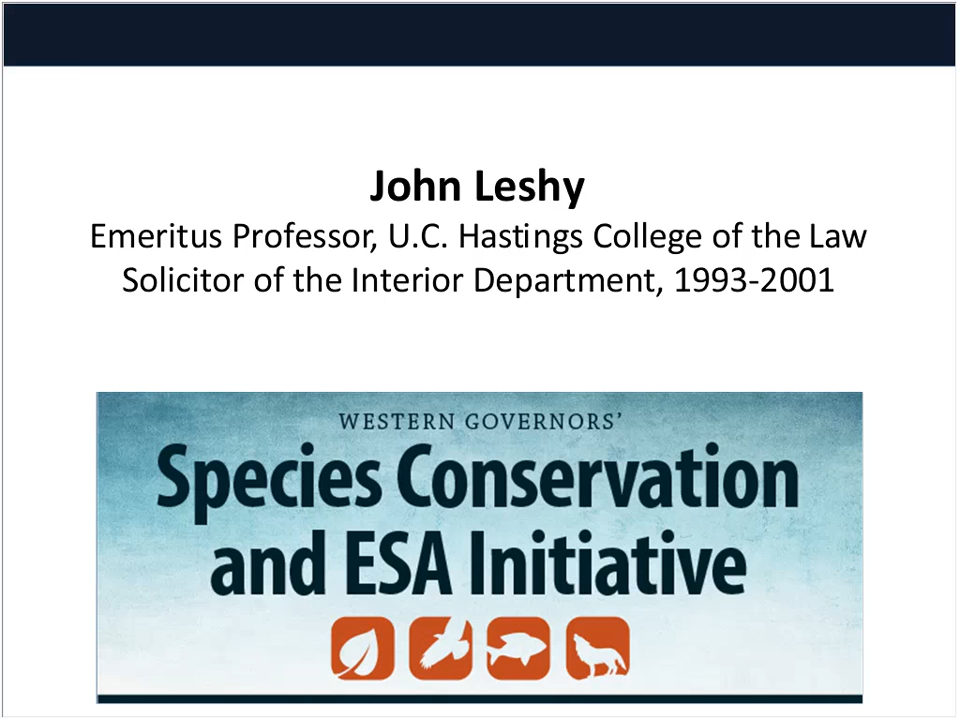 John Leshy
Emeritus Professor, U.C. Hastings College of the Law
Solicitor of the Interior Department, 1993-2001
WESTERN GOVERNORS’
Species Conservation
and ESA Initiative